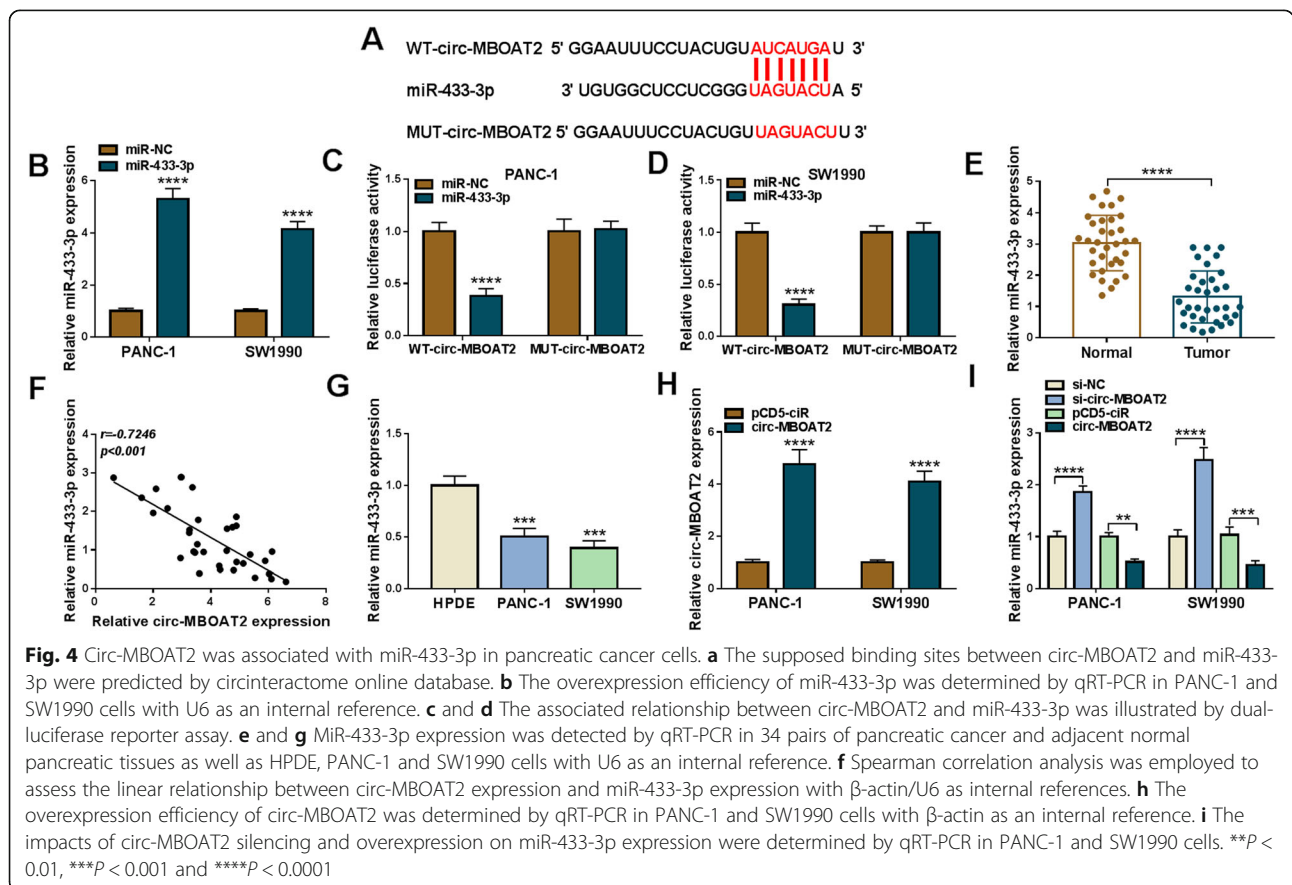 A
WT-circ-MBOAT2 5' GGAAUUUCCUACUGUAUCAUGAU 3'
miR-433-3p 3' UGUGGCUCCUCGGGUAGUACUA 5'
MUT-circ-MBOAT2 5' GGAAUUUCCUACUGUUAGUACUU 3'
B
miR-NC
miR-433-3p
Relative miR-433-3p expression
6
4
2
0
****
****
PANC-1
SW1990
C
PANC-1
miR-NC
miR-433-3p
Relative luciferase activity
1.5
1.0
0.5
0.0
****
WT-circ-MBOAT2
MUT-circ-MBOAT2
D
SW1990
miR-NC
miR-433-3p
Relative luciferase activity
1.5
1.0
0.5
0.0
****
WT-circ-MBOAT2
MUT-circ-MBOAT2
E
Relative miR-433-3p expression
5
4
3
2
1
0
****
Normal
Tumor
F
r=-0.7246
p<0.001
Relative miR-433-3p expression
4
3
2
1
0
0
2
4
6
8
Relative circ-MBOAT2 expression
G
Relative miR-433-3p expression
1.5
1.0
0.5
0.0
***
***
HPDE
PANC-1
SW1990
H
pCD5-ciR
circ-MBOAT2
Relative circ-MBOAT2 expression
6
4
2
0
****
****
PANC-1
SW1990
I
si-NC
si-circ-MBOAT2
pCD5-ciR
circ-MBOAT2
Relative miR-433-3p expression
3
2
1
0
****
**
****
***
PANC-1
SW1990
Fig. 4 Circ-MBOAT2 was associated with miR-433-3p in pancreatic cancer cells. a The supposed binding sites between circ-MBOAT2 and miR-433-
3p were predicted by circinteractome online database. b The overexpression efficiency of miR-433-3p was determined by qRT-PCR in PANC-1 and
SW1990 cells with U6 as an internal reference. c and d The associated relationship between circ-MBOAT2 and miR-433-3p was illustrated by dual-
luciferase reporter assay. e and g MiR-433-3p expression was detected by qRT-PCR in 34 pairs of pancreatic cancer and adjacent normal
pancreatic tissues as well as HPDE, PANC-1 and SW1990 cells with U6 as an internal reference. f Spearman correlation analysis was employed to
assess the linear relationship between circ-MBOAT2 expression and miR-433-3p expression with β-actin/U6 as internal references. h The
overexpression efficiency of circ-MBOAT2 was determined by qRT-PCR in PANC-1 and SW1990 cells with β-actin as an internal reference. i The
impacts of circ-MBOAT2 silencing and overexpression on miR-433-3p expression were determined by qRT-PCR in PANC-1 and SW1990 cells. **P <
0.01, ***P < 0.001 and ****P < 0.0001